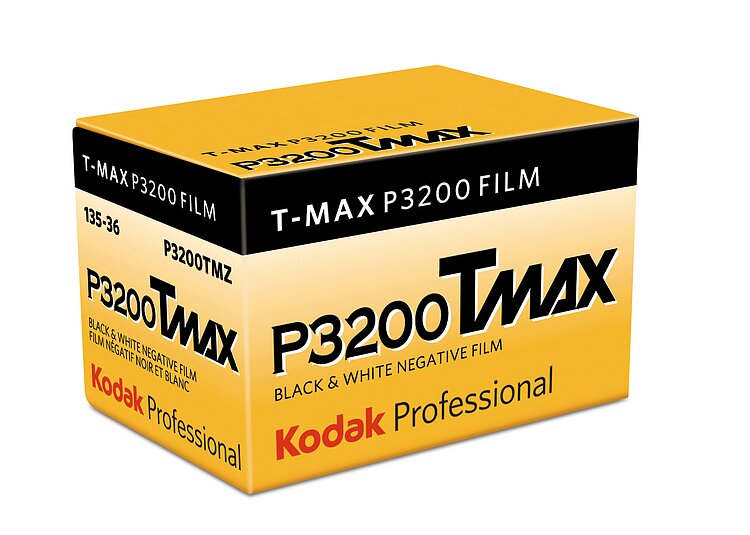 T-MAX P3200 FILM
P3200TMAX
T-MAX P3200 FILM
135-36
P3200TMZ
P3200TMAX
BLACK & WHITE NEGATIVE FILM
FILM NÉGATIF NOIR ET BLANC
Kodak Professional
T-MAX P3200 FILM
P3200TMAX
BLACK & WHITE NEGATIVE FILM
Kodak Professional